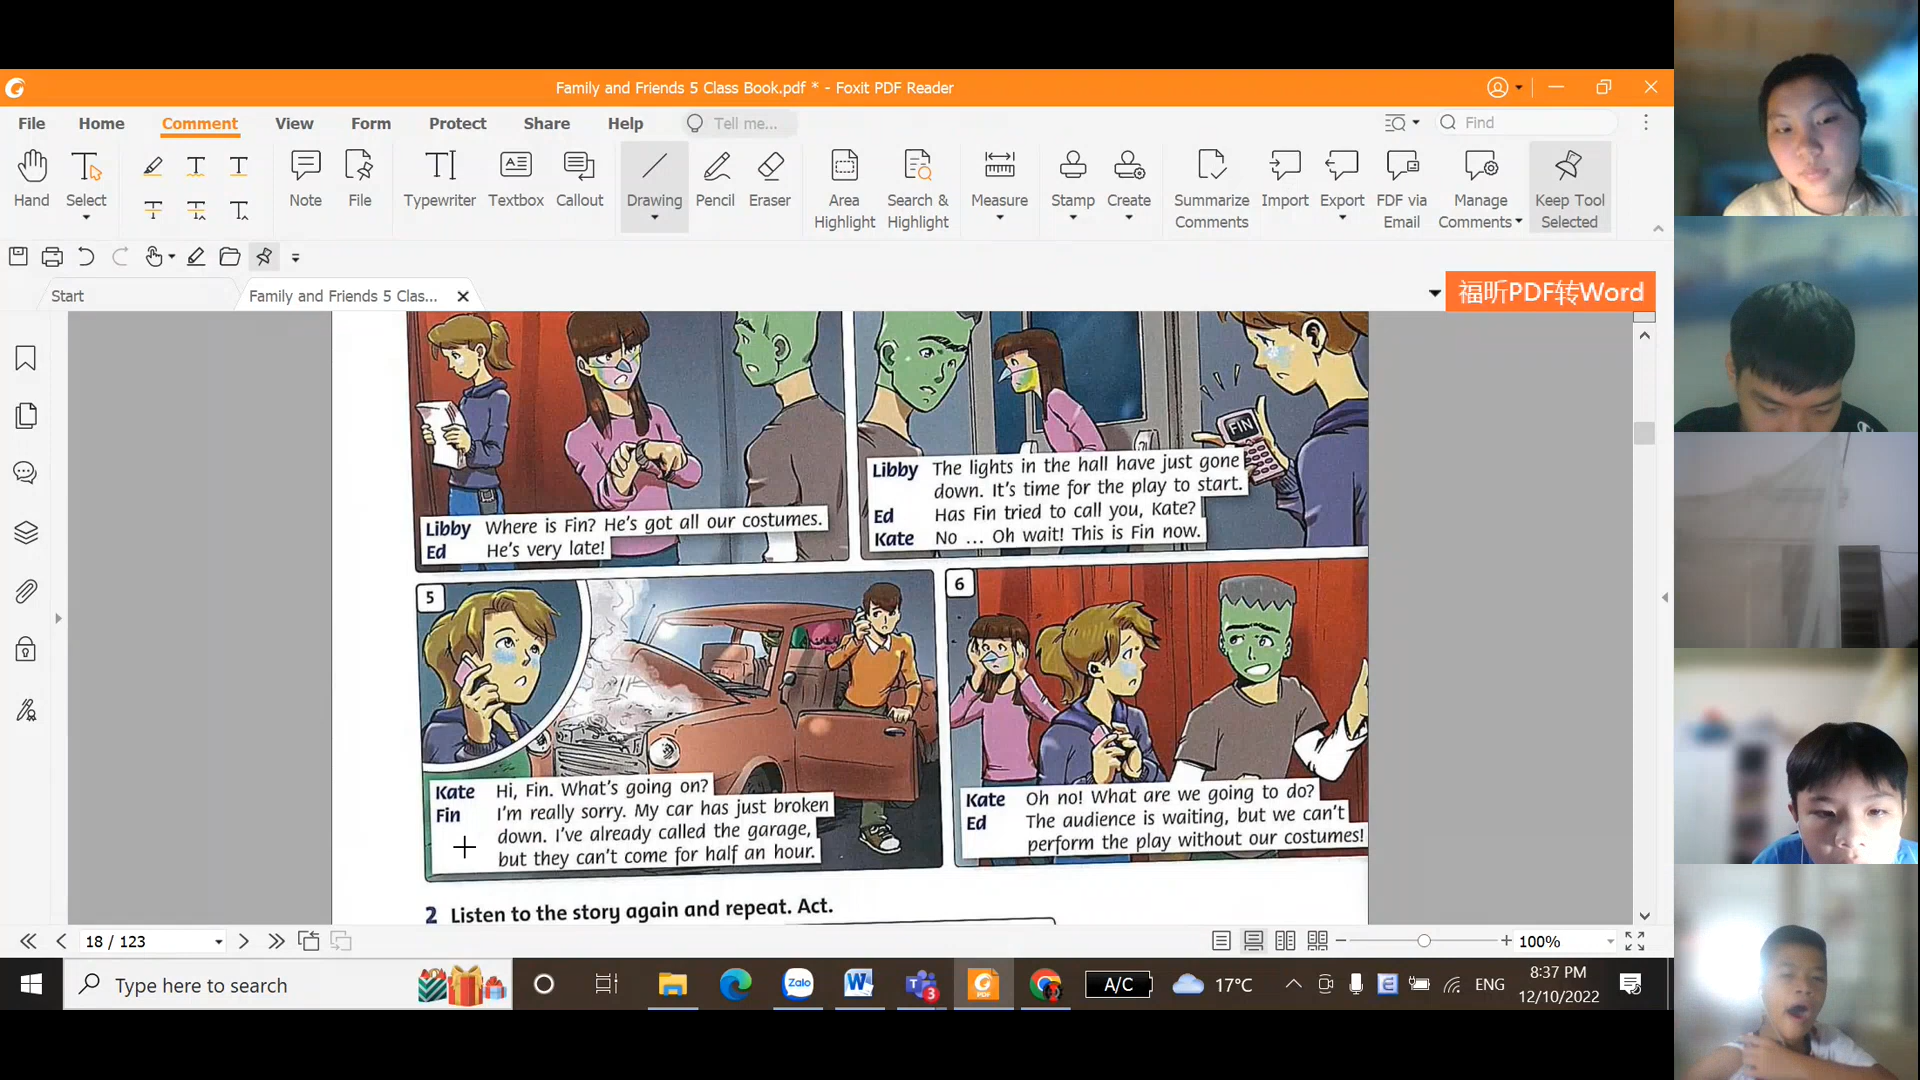 Family and Friends 5 Class Book.pdf * - Foxit PDF Reader
File Home Comment View Form Protect Share Help Tell me... Find
Hand Select Note File Typewriter Textbox Callout Drawing Pencil Eraser Area Highlight Search & Highlight Measure Stamp Create Summarize Comments Import Export FDF via Email Manage Comments Keep Tool Selected
Start Family and Friends 5 Clas... 福昕PDF转Word
Libby Where is Fin? He's got all our costumes.
Ed He's very late!
FIN
Libby The lights in the hall have just gone
down. It's time for the play to start.
Ed Has Fin tried to call you, Kate?
Kate No ... Oh wait! This is Fin now.
5
Kate Hi, Fin. What's going on?
Fin I'm really sorry. My car has just broken
down. I've already called the garage,
but they can't come for half an hour.
6
Kate Oh no! What are we going to do?
Ed The audience is waiting, but we can't
perform the play without our costumes!
2 Listen to the story again and repeat. Act.
18 / 123 100%
Type here to search Zalo 3 PDF A/C 17°C ENG 8:37 PM
12/10/2022